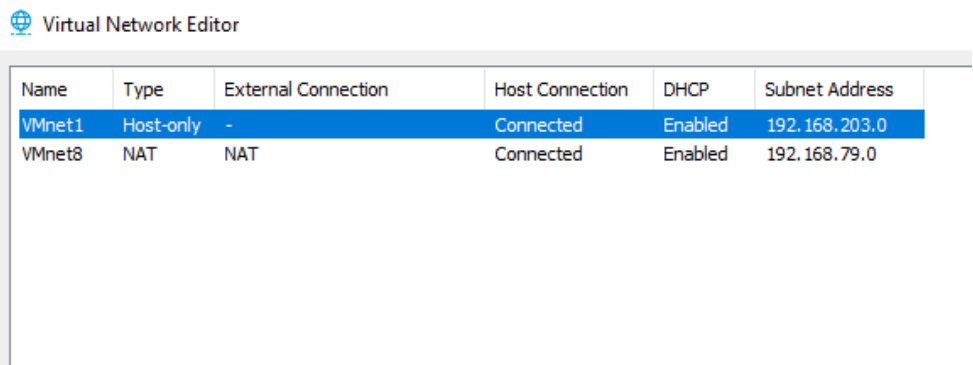 Virtual Network Editor
Name Type External Connection Host Connection DHCP Subnet Address
VMnet1 Host-only - Connected Enabled 192.168.203.0
VMnet8 NAT NAT Connected Enabled 192.168.79.0